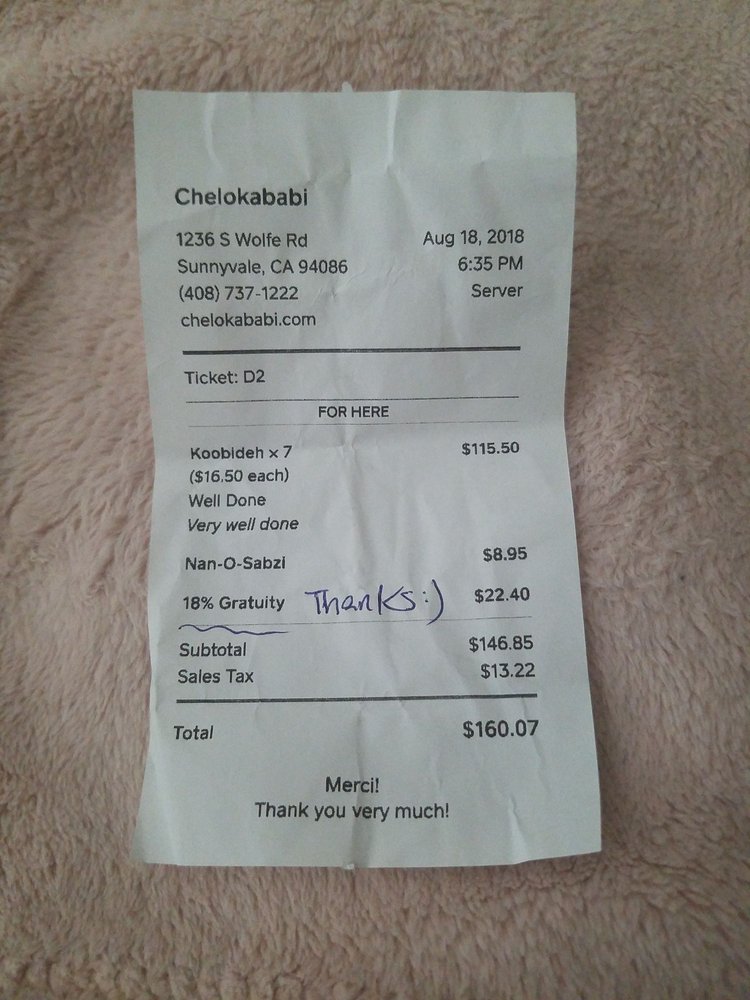 Chelokababi
1236 S Wolfe Rd Aug 18, 2018
Sunnyvale, CA 94086 6:35 PM
(408) 737-1222 Server
chelokababi.com
Ticket: D2
FOR HERE
Koobideh x 7 $115.50
($16.50 each)
Well Done
Very well done
Nan-O-Sabzi $8.95
18% Gratuity Thanks:) $22.40
Subtotal $146.85
Sales Tax $13.22
Total $160.07
Merci!
Thank you very much!